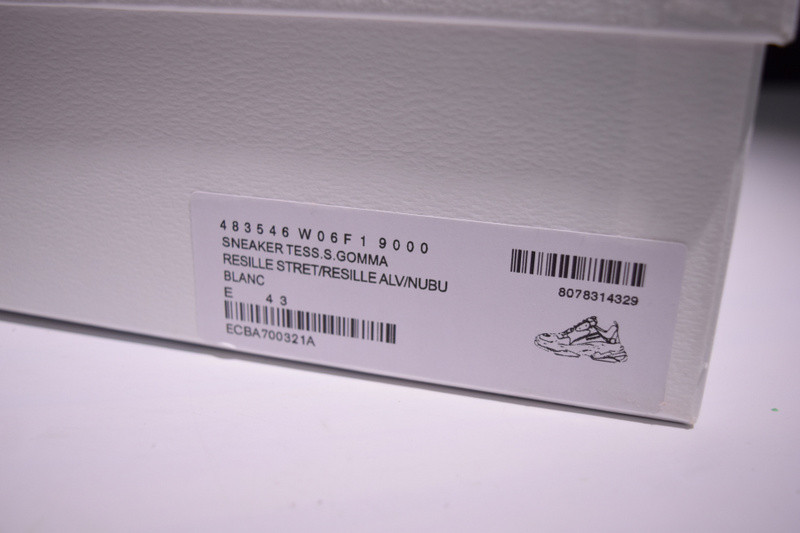 483546 W06F1 9000
SNEAKER TESS.S.GOMMA
RESILLE STRET/RESILLE ALV/NUBU
BLANC
E 43
ECBA700321A
8078314329